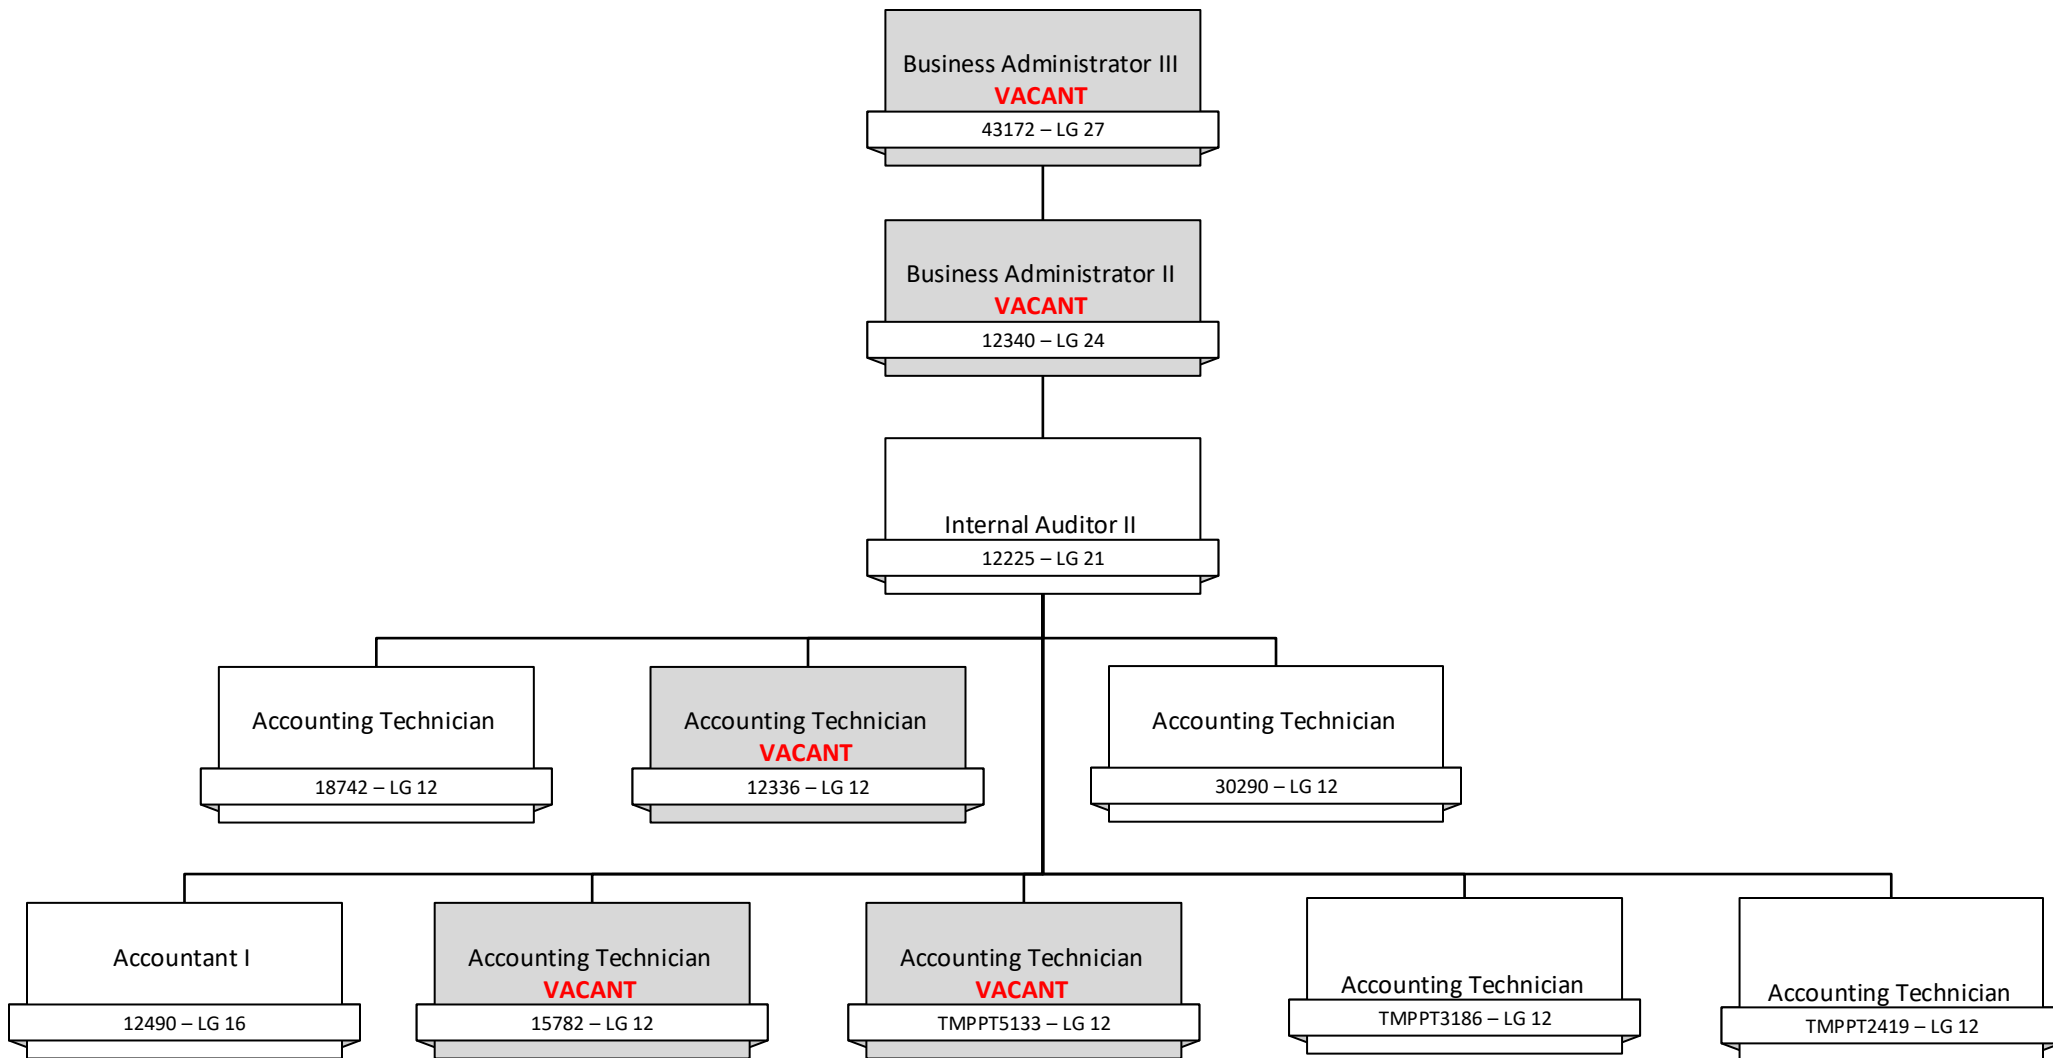 Business Administrator III
VACANT
43172 – LG 27
Business Administrator II
VACANT
12340 – LG 24
Internal Auditor II
12225 – LG 21
Accounting Technician
18742 – LG 12
Accounting Technician
VACANT
12336 – LG 12
Accounting Technician
30290 – LG 12
Accountant I
12490 – LG 16
Accounting Technician
VACANT
15782 – LG 12
Accounting Technician
VACANT
TMPPT5133 – LG 12
Accounting Technician
TMPPT3186 – LG 12
Accounting Technician
TMPPT2419 – LG 12